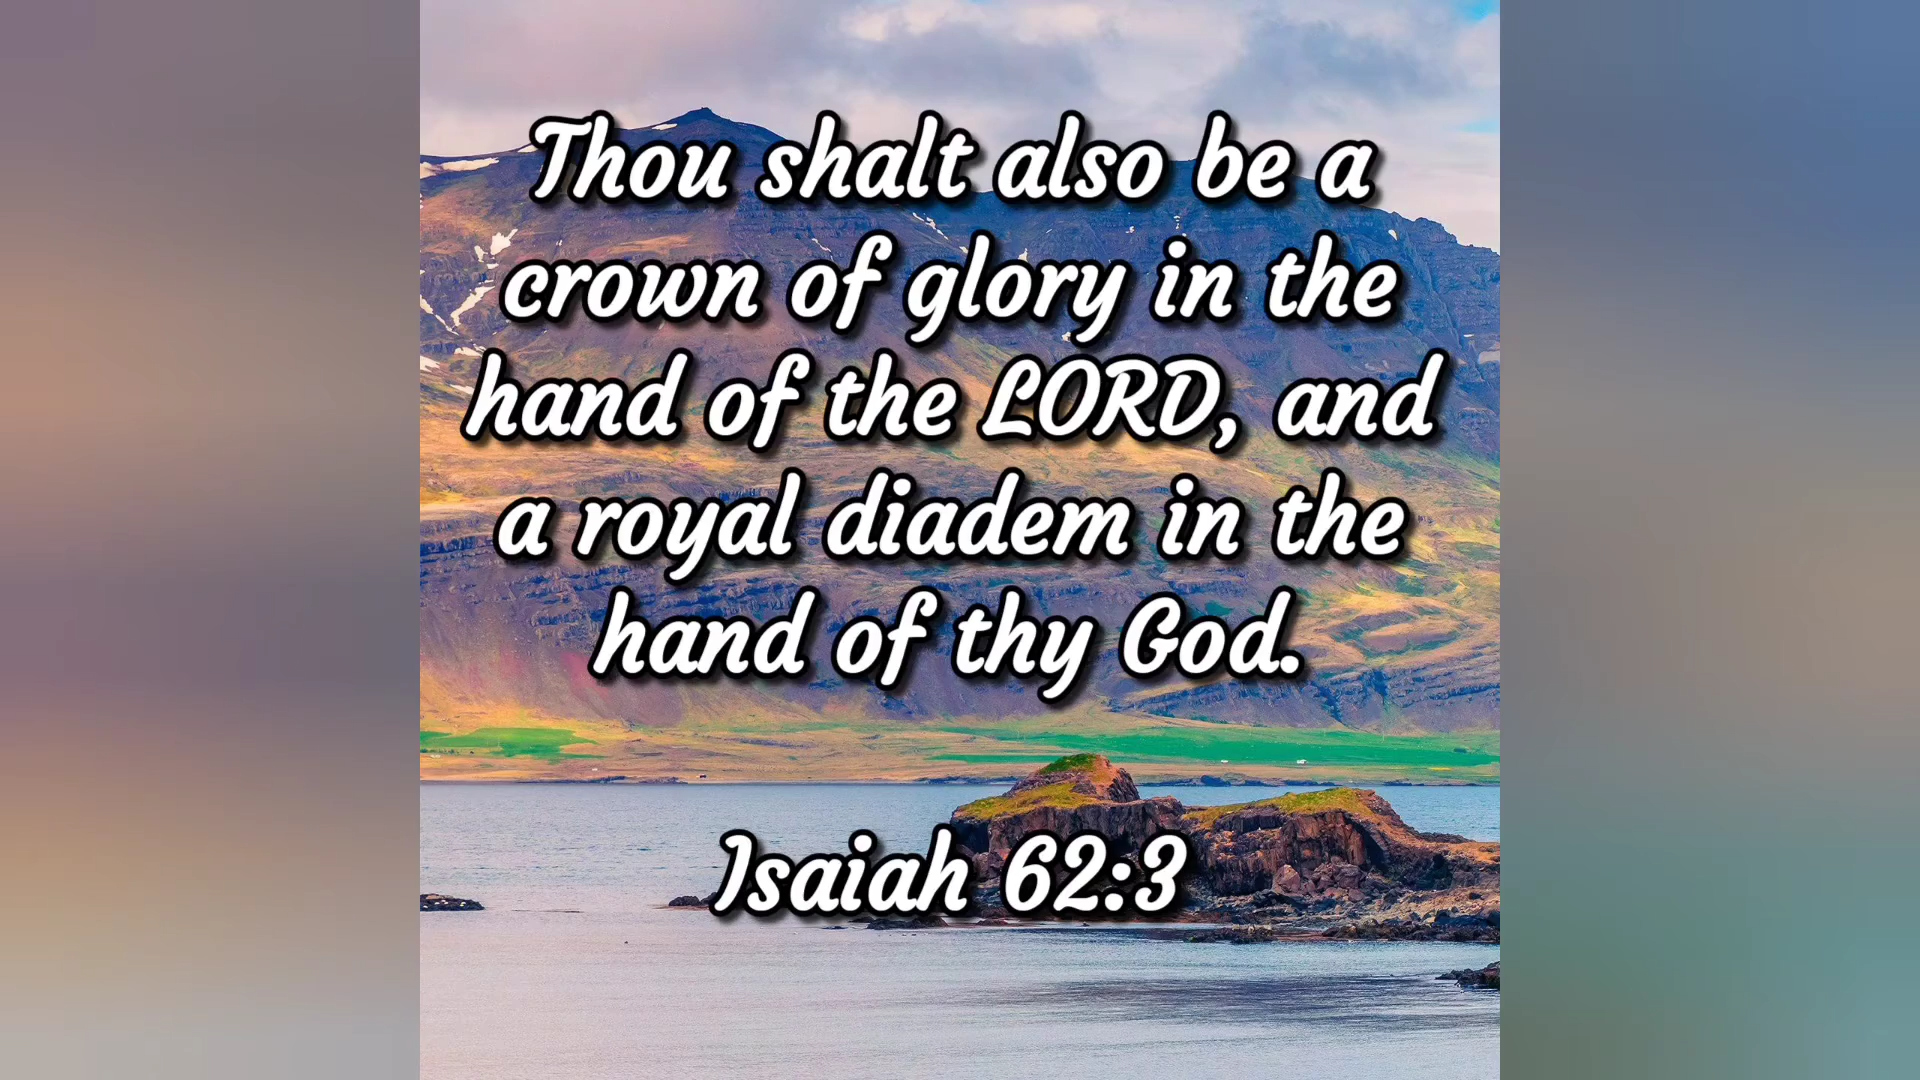 Thou shalt also be a
crown of glory in the
hand of the LORD, and
a royal diadem in the
hand of thy God.
Isaiah 62:3